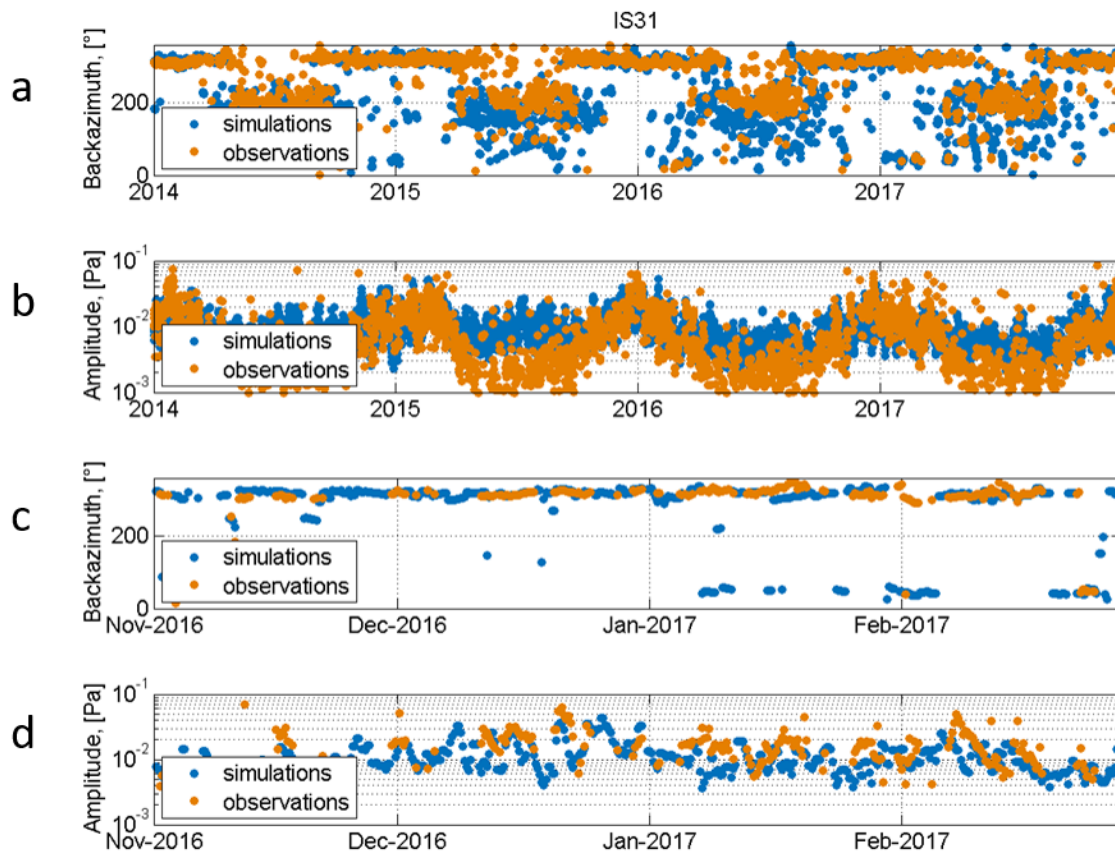 IS31
a
Backazimuth, [°]
200
0
simulations
observations
2014 2015 2016 2017
b
Amplitude, [Pa]
10⁻¹
10⁻²
10⁻³
simulations
observations
2014 2015 2016 2017
c
Backazimuth, [°]
200
0
simulations
observations
Nov-2016 Dec-2016 Jan-2017 Feb-2017
d
Amplitude, [Pa]
10⁻¹
10⁻²
10⁻³
simulations
observations
Nov-2016 Dec-2016 Jan-2017 Feb-2017